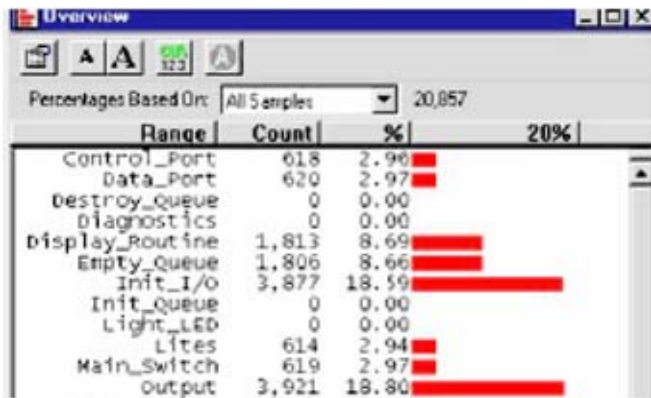 Overview
A A 123
Percentages Based On: All Samples 20,857
Range Count % 20%
Control_Port 618 2.96
Data_Port 620 2.97
Destroy_Queue 0 0.00
Diagnostics 0 0.00
Display_Routine 1,813 8.69
Empty_Queue 1,806 8.66
Init_I/O 3,877 18.59
Init_Queue 0 0.00
Light_LED 0 0.00
Lites 614 2.94
Main_Switch 619 2.97
Output 3,921 18.80